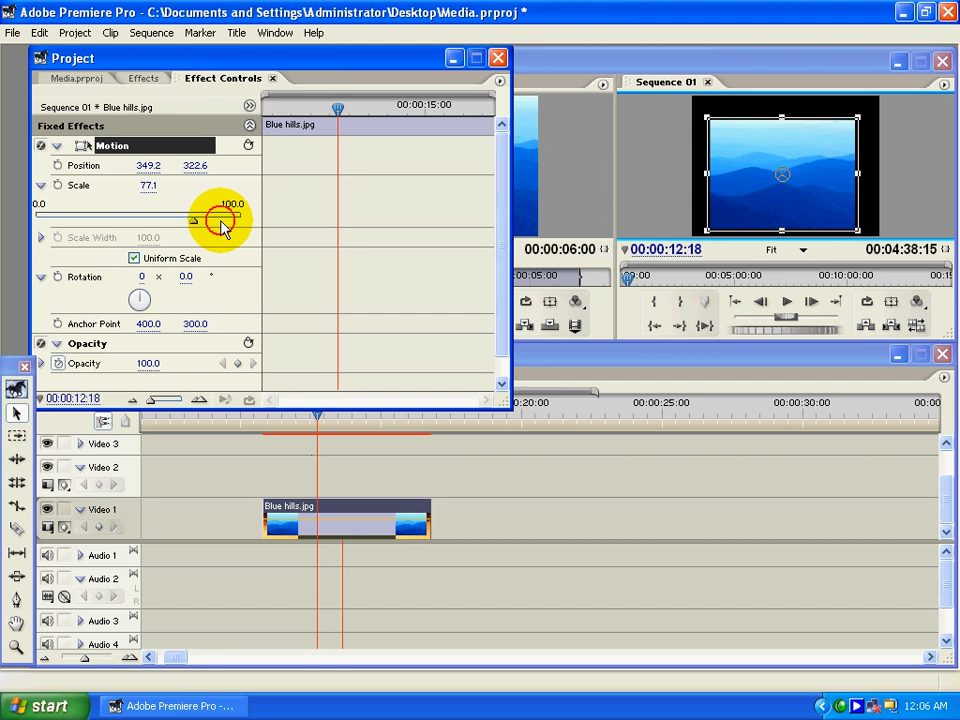 Adobe Premiere Pro - C:\Documents and Settings\Administrator\Desktop\Media.prproj *
File Edit Project Clip Sequence Marker Title Window Help
Project
Media.prproj Effects Effect Controls
Sequence 01 * Blue hills.jpg
00:00:15:00
Fixed Effects
Blue hills.jpg
Motion
Position 349.2 322.6
Scale 77.1
0.0 100.0
Scale Width 100.0
Uniform Scale
Rotation 0 x 0.0 °
Anchor Point 400.0 300.0
Opacity
Opacity 100.0
00:00:12:18
Sequence 01
00:00:06:00
00:00:12:18 Fit 00:04:38:15
00:05:00 00:00 00:05:00:00 00:10:00:00
0:20:00 00:00:25:00 00:00:30:00 00:00
Video 3
Video 2
Video 1
Blue hills.jpg
Audio 1
Audio 2
L
R
Audio 3
Audio 4
start Adobe Premiere Pro -... 12:06 AM